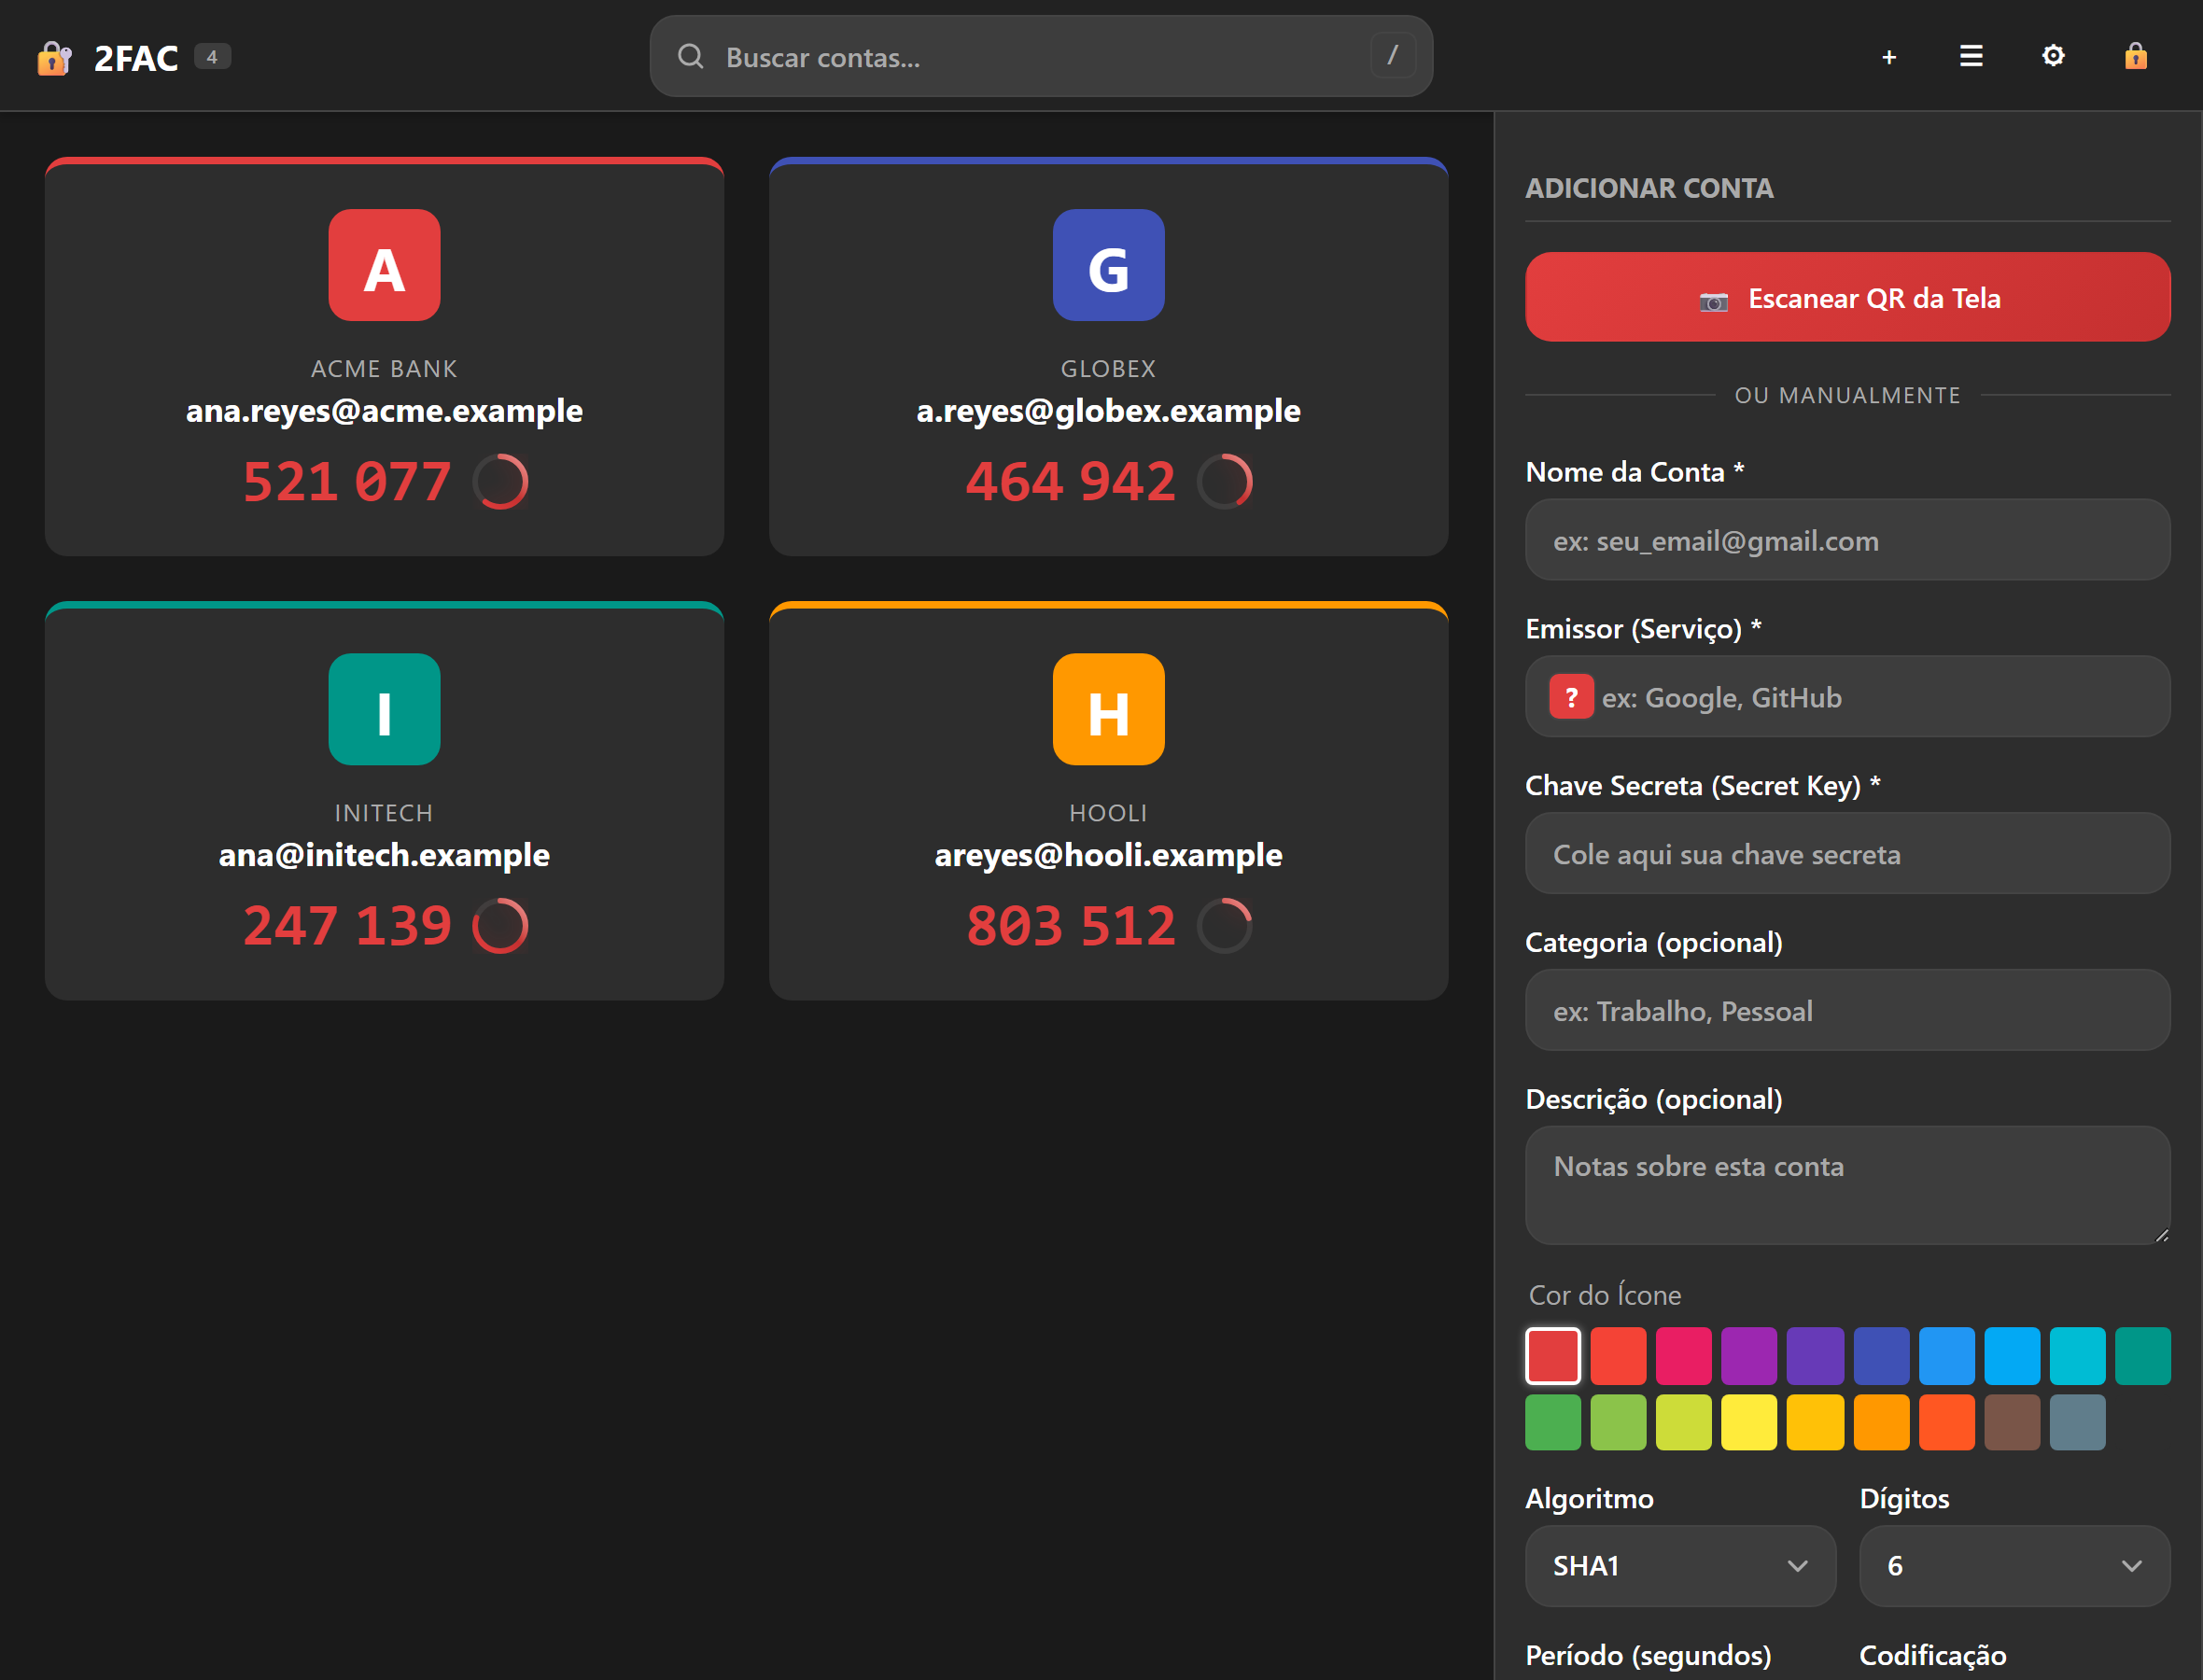 2FAC 4
Buscar contas... /
+
A
ACME BANK
ana.reyes@acme.example
521 077
G
GLOBEX
a.reyes@globex.example
464 942
I
INITECH
ana@initech.example
247 139
H
HOOLI
areyes@hooli.example
803 512
ADICIONAR CONTA
Escanear QR da Tela
OU MANUALMENTE
Nome da Conta *
ex: seu_email@gmail.com
Emissor (Serviço) *
? ex: Google, GitHub
Chave Secreta (Secret Key) *
Cole aqui sua chave secreta
Categoria (opcional)
ex: Trabalho, Pessoal
Descrição (opcional)
Notas sobre esta conta
Cor do Ícone
Algoritmo Dígitos
SHA1 6
Período (segundos) Codificação